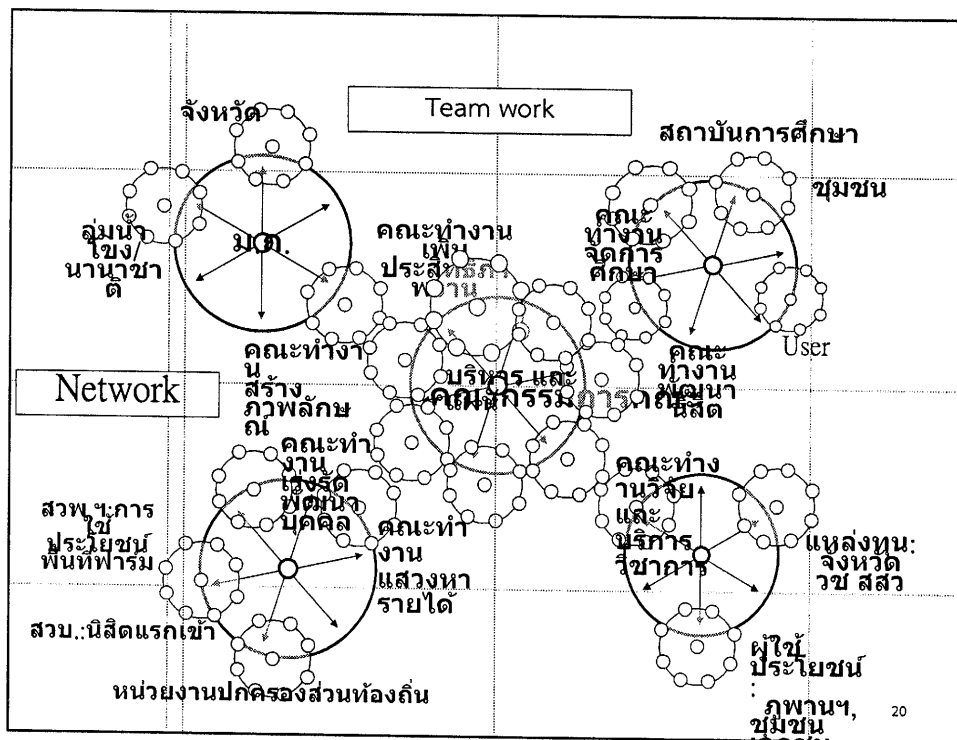 Team work
จังหวัด
สถาบันการศึกษา
ชุมชน
ลุ่มน้ำ
โขง/
นานาชา
ติ
คณะทำงาน
เพิ่ม
ประสิทธิภา
พงาน
คณะ
ทำงาน
จัดการ
ศึกษา
User
Network
คณะทำงา
น
สร้าง
ภาพลักษ
ณ์
บริหาร และ
คณะกรรมการ
คณะ
ทำงาน
พัฒนา
นิสิต
คณะทำ
งาน
เร่งรัด
พัฒนา
บุคคล
คณะทำ
งาน
แสวงหา
รายได้
คณะทำง
านวิจัย
และ
บริการ
วิชาการ
สวพ.ฯ:การ
ใช้
ประโยชน์
พื้นที่ฟาร์ม
แหล่งทุน:
จังหวัด
วช สสว
สวบ.:นิสิตแรกเข้า
หน่วยงานปกครองส่วนท้องถิ่น
ผู้ใช้
ประโยชน์
:
ภูพานฯ,
ชุมชน
20